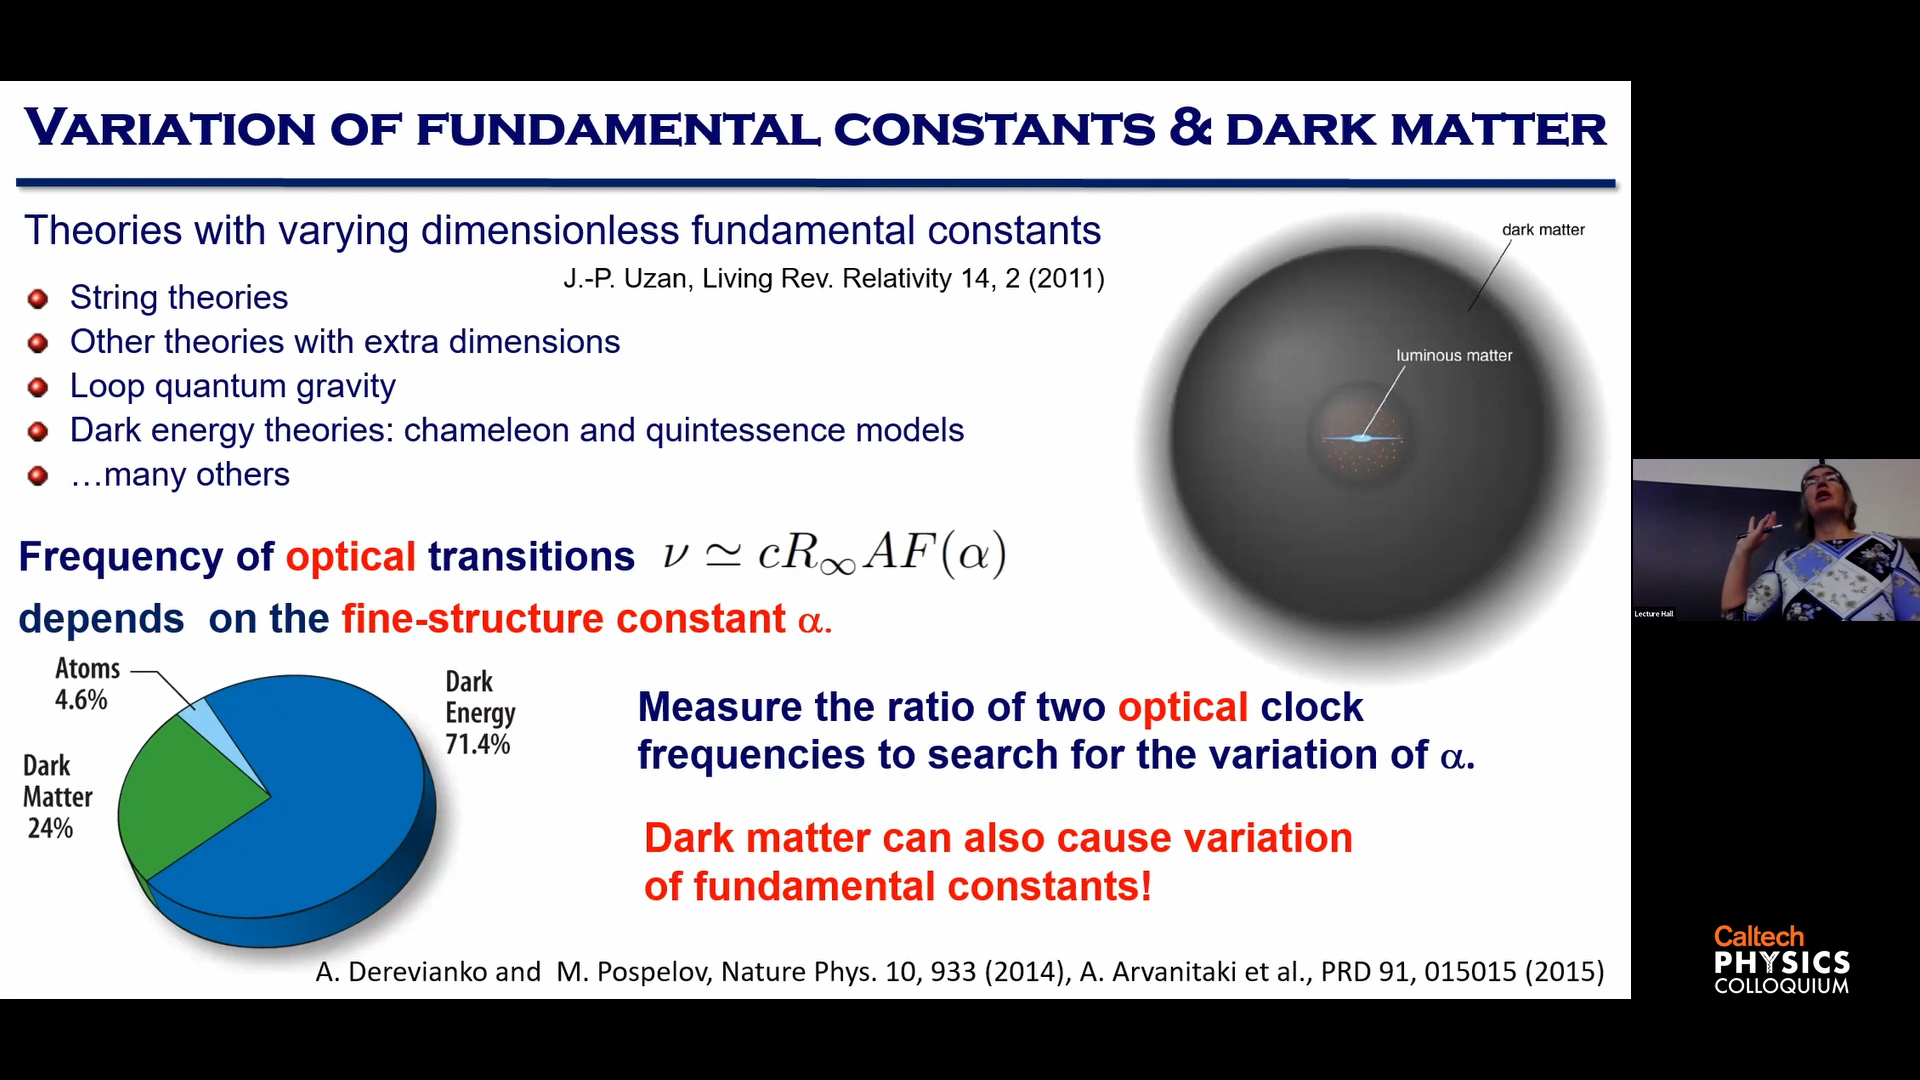 VARIATION OF FUNDAMENTAL CONSTANTS & DARK MATTER
Theories with varying dimensionless fundamental constants
J.-P. Uzan, Living Rev. Relativity 14, 2 (2011)
String theories
Other theories with extra dimensions
Loop quantum gravity
Dark energy theories: chameleon and quintessence models
…many others
dark matter
luminous matter
Frequency of optical transitions ν ≃ cR∞AF(α)
depends on the fine-structure constant α.
Atoms
4.6%
Dark
Energy
71.4%
Dark
Matter
24%
Measure the ratio of two optical clock
frequencies to search for the variation of α.
Dark matter can also cause variation
of fundamental constants!
A. Derevianko and M. Pospelov, Nature Phys. 10, 933 (2014), A. Arvanitaki et al., PRD 91, 015015 (2015)
Lecture Hall
Caltech
PHYSICS
COLLOQUIUM